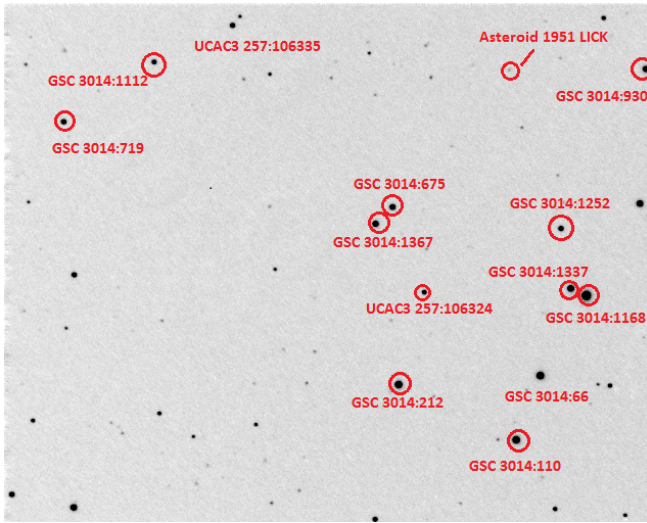 UCAC3 257:106335
Asteroid 1951 LICK
GSC 3014:1112
GSC 3014:930
GSC 3014:719
GSC 3014:675
GSC 3014:1252
GSC 3014:1367
GSC 3014:1337
UCAC3 257:106324
GSC 3014:1168
GSC 3014:212
GSC 3014:66
GSC 3014:110